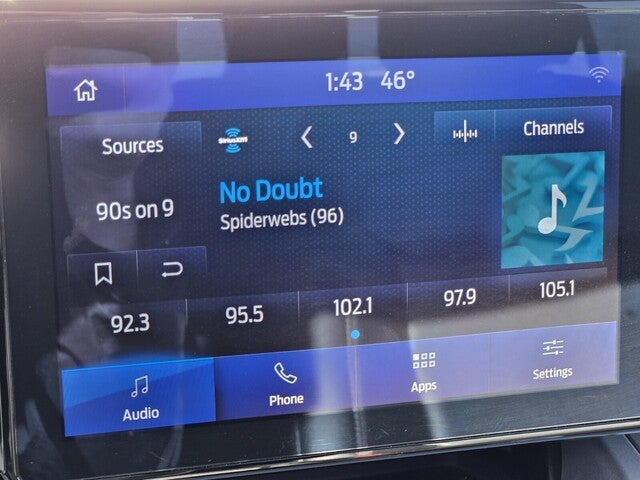 1:43 46°
Sources
SiriusXM
9
Channels
90s on 9
No Doubt
Spiderwebs (96)
92.3
95.5
102.1
97.9
105.1
Audio
Phone
Apps
Settings